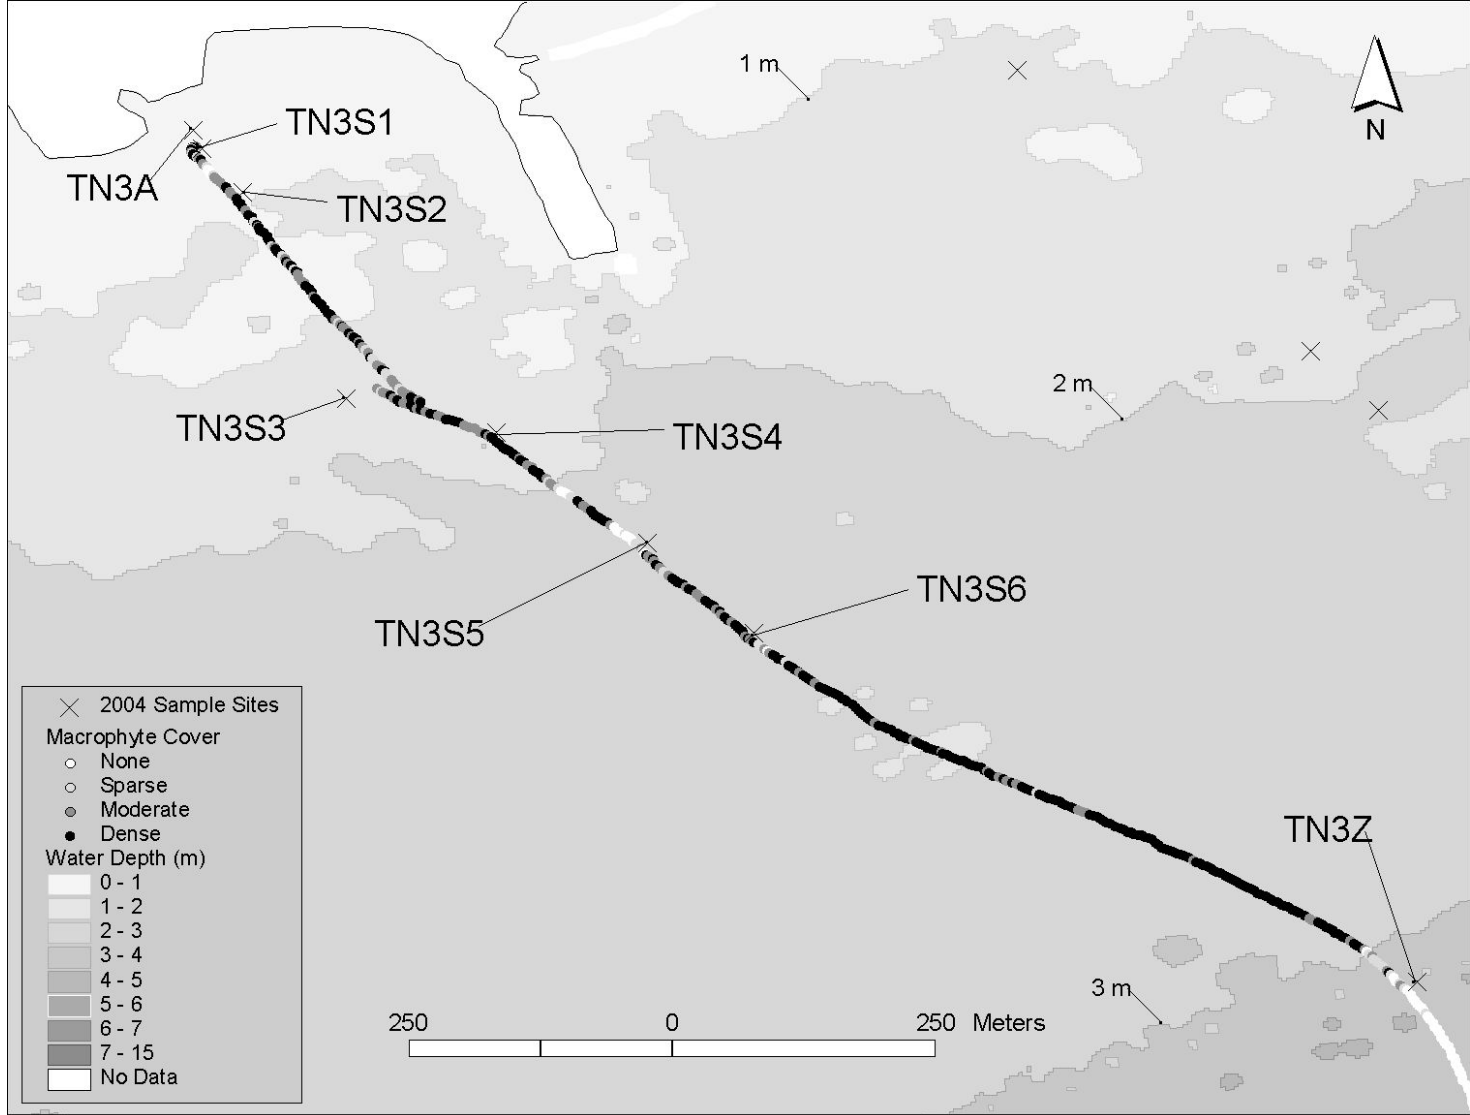 1 m
N
TN3S1
TN3A
TN3S2
2 m
TN3S3
TN3S4
TN3S6
TN3S5
2004 Sample Sites
Macrophyte Cover
None
Sparse
Moderate
Dense
Water Depth (m)
0 - 1
1 - 2
2 - 3
3 - 4
4 - 5
5 - 6
6 - 7
7 - 15
No Data
TN3Z
3 m
250 0 250 Meters